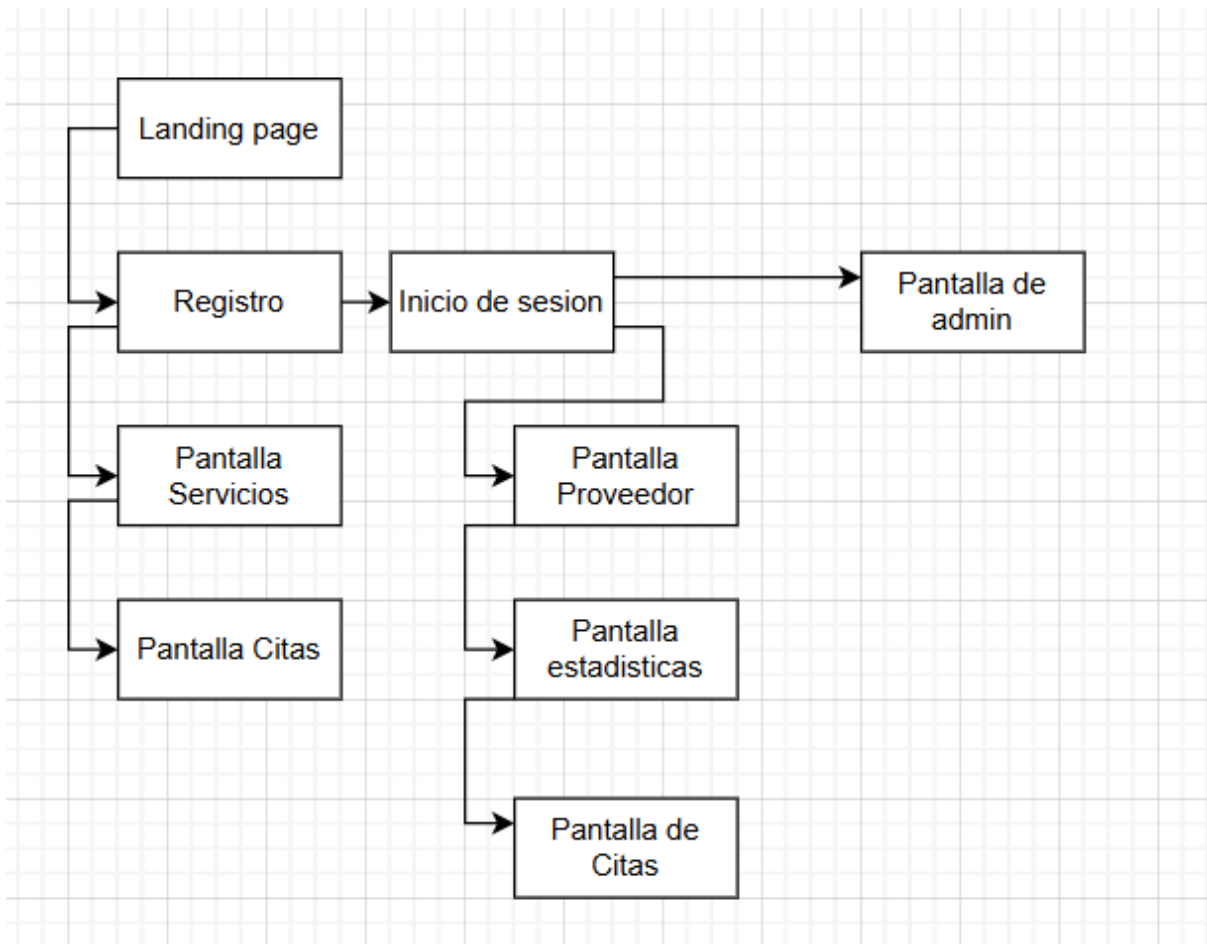 Landing page
Registro
Inicio de sesion
Pantalla de
admin
Pantalla
Servicios
Pantalla
Proveedor
Pantalla Citas
Pantalla
estadisticas
Pantalla de
Citas